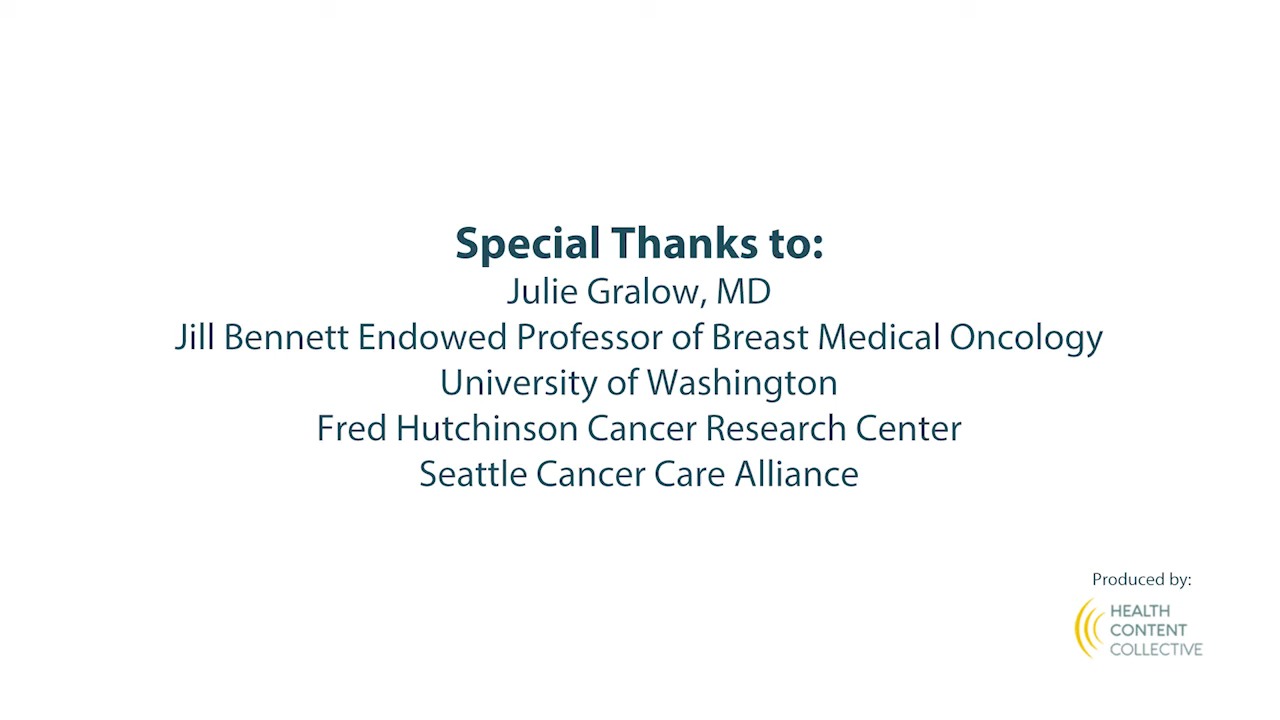 Special Thanks to:
Julie Gralow, MD
Jill Bennett Endowed Professor of Breast Medical Oncology
University of Washington
Fred Hutchinson Cancer Research Center
Seattle Cancer Care Alliance
Produced by:
HEALTH
CONTENT
COLLECTIVE